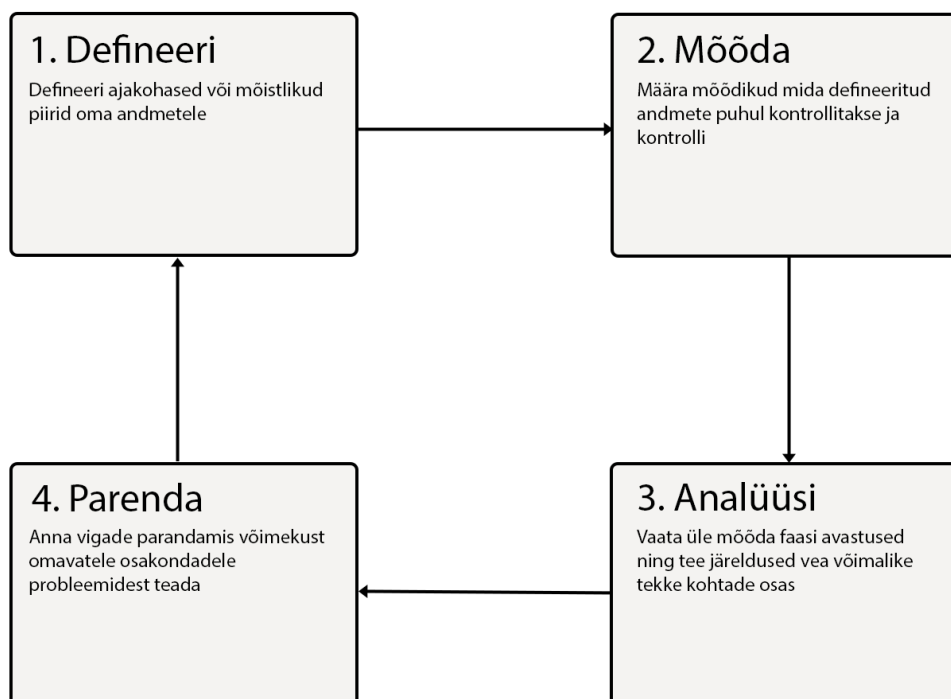 1. Defineeri
Defineeri ajakohased või mõistlikud
piirid oma andmetele
2. Mõõda
Määra mõõdikud mida defineeritud
andmete puhul kontrollitakse ja
kontrolli
3. Analüüsi
Vaata üle mõõda faasi avastused
ning tee järeldused vea võimalike
tekke kohtade osas
4. Parenda
Anna vigade parandamis võimekust
omavatele osakondadele
probleemidest teada